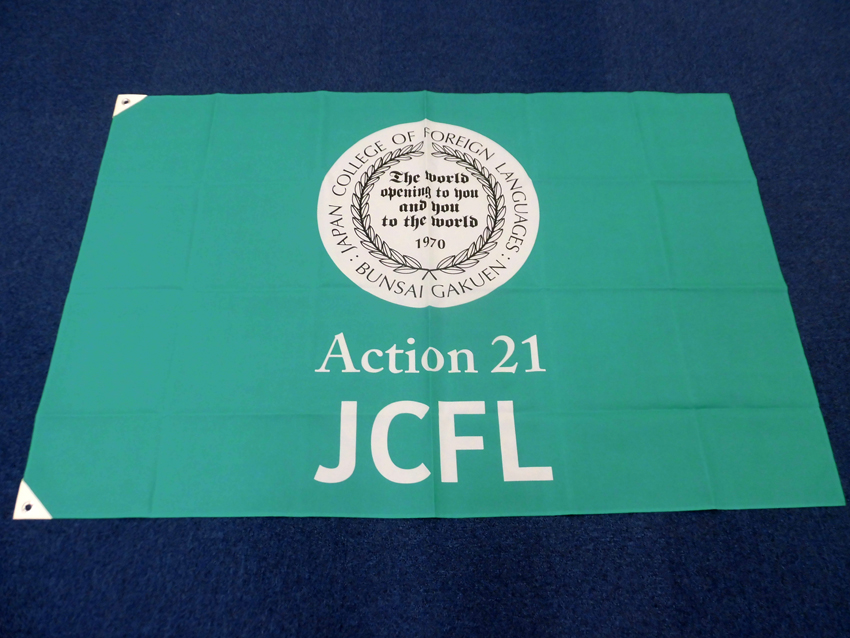 JAPAN COLLEGE OF FOREIGN LANGUAGES:
: BUNSAI GAKUEN
The world
opening to you
and you
to the world
1970
Action 21
JCFL